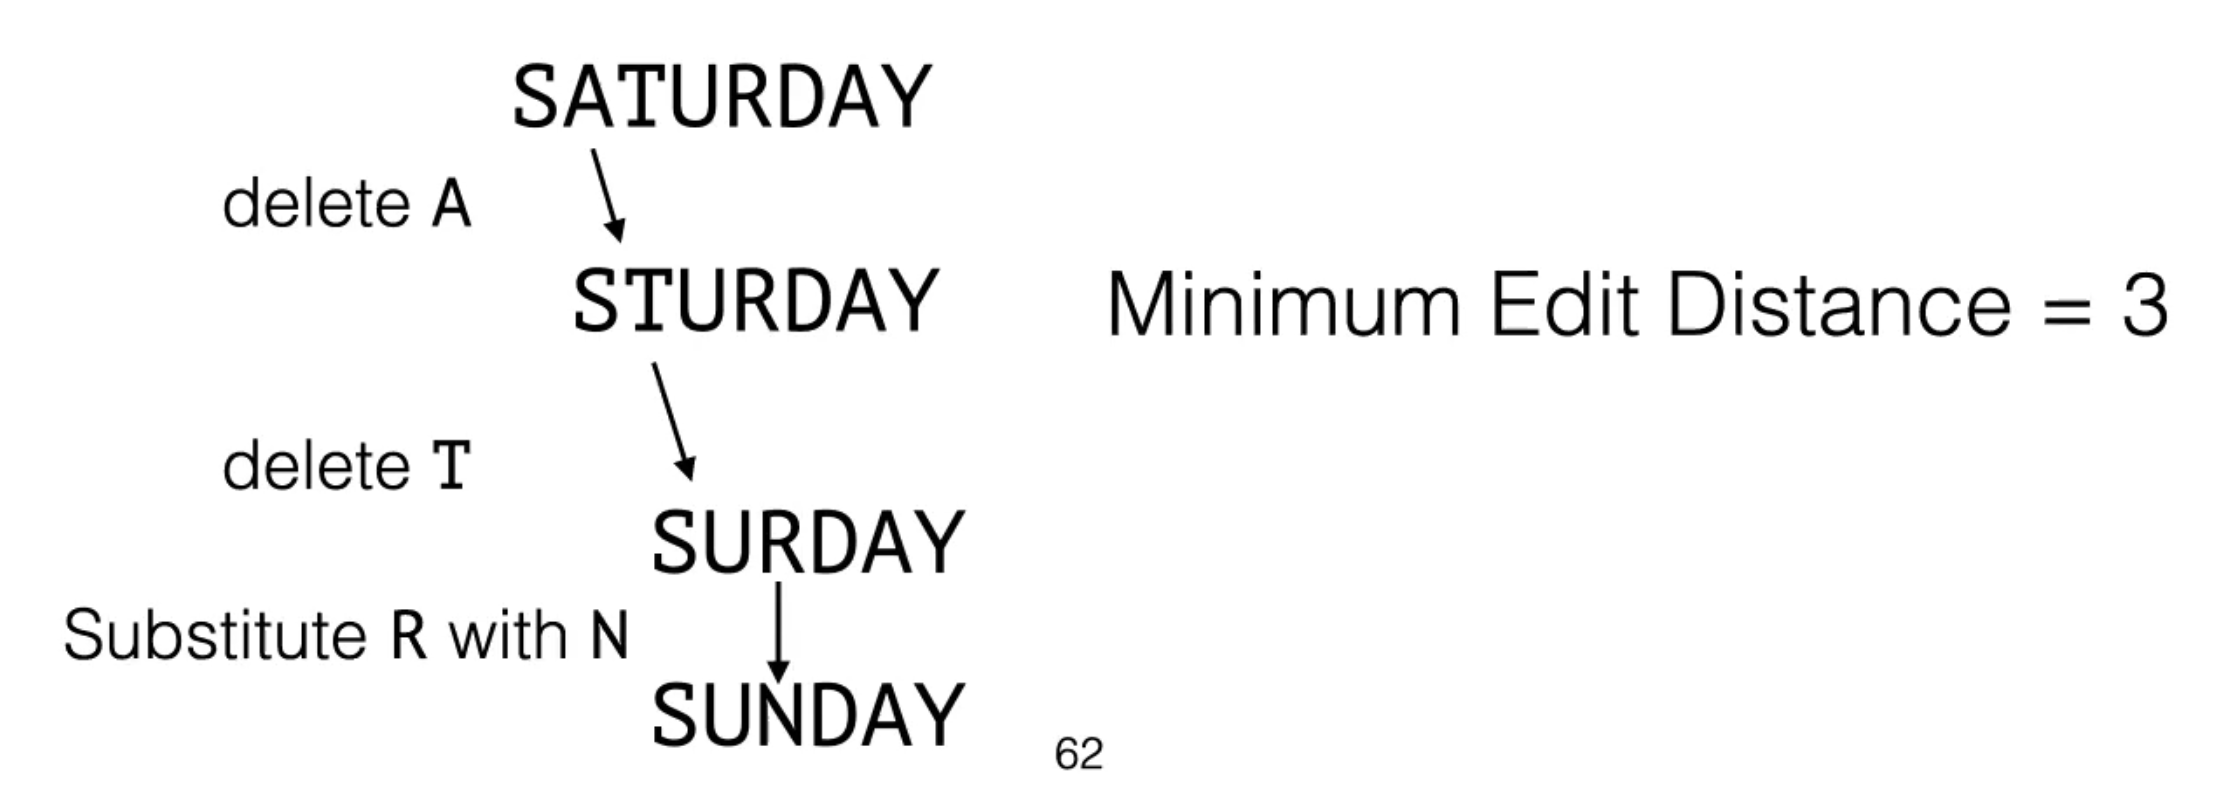 SATURDAY
delete A
STURDAY
Minimum Edit Distance = 3
delete T
SURDAY
Substitute R with N
SUNDAY
62